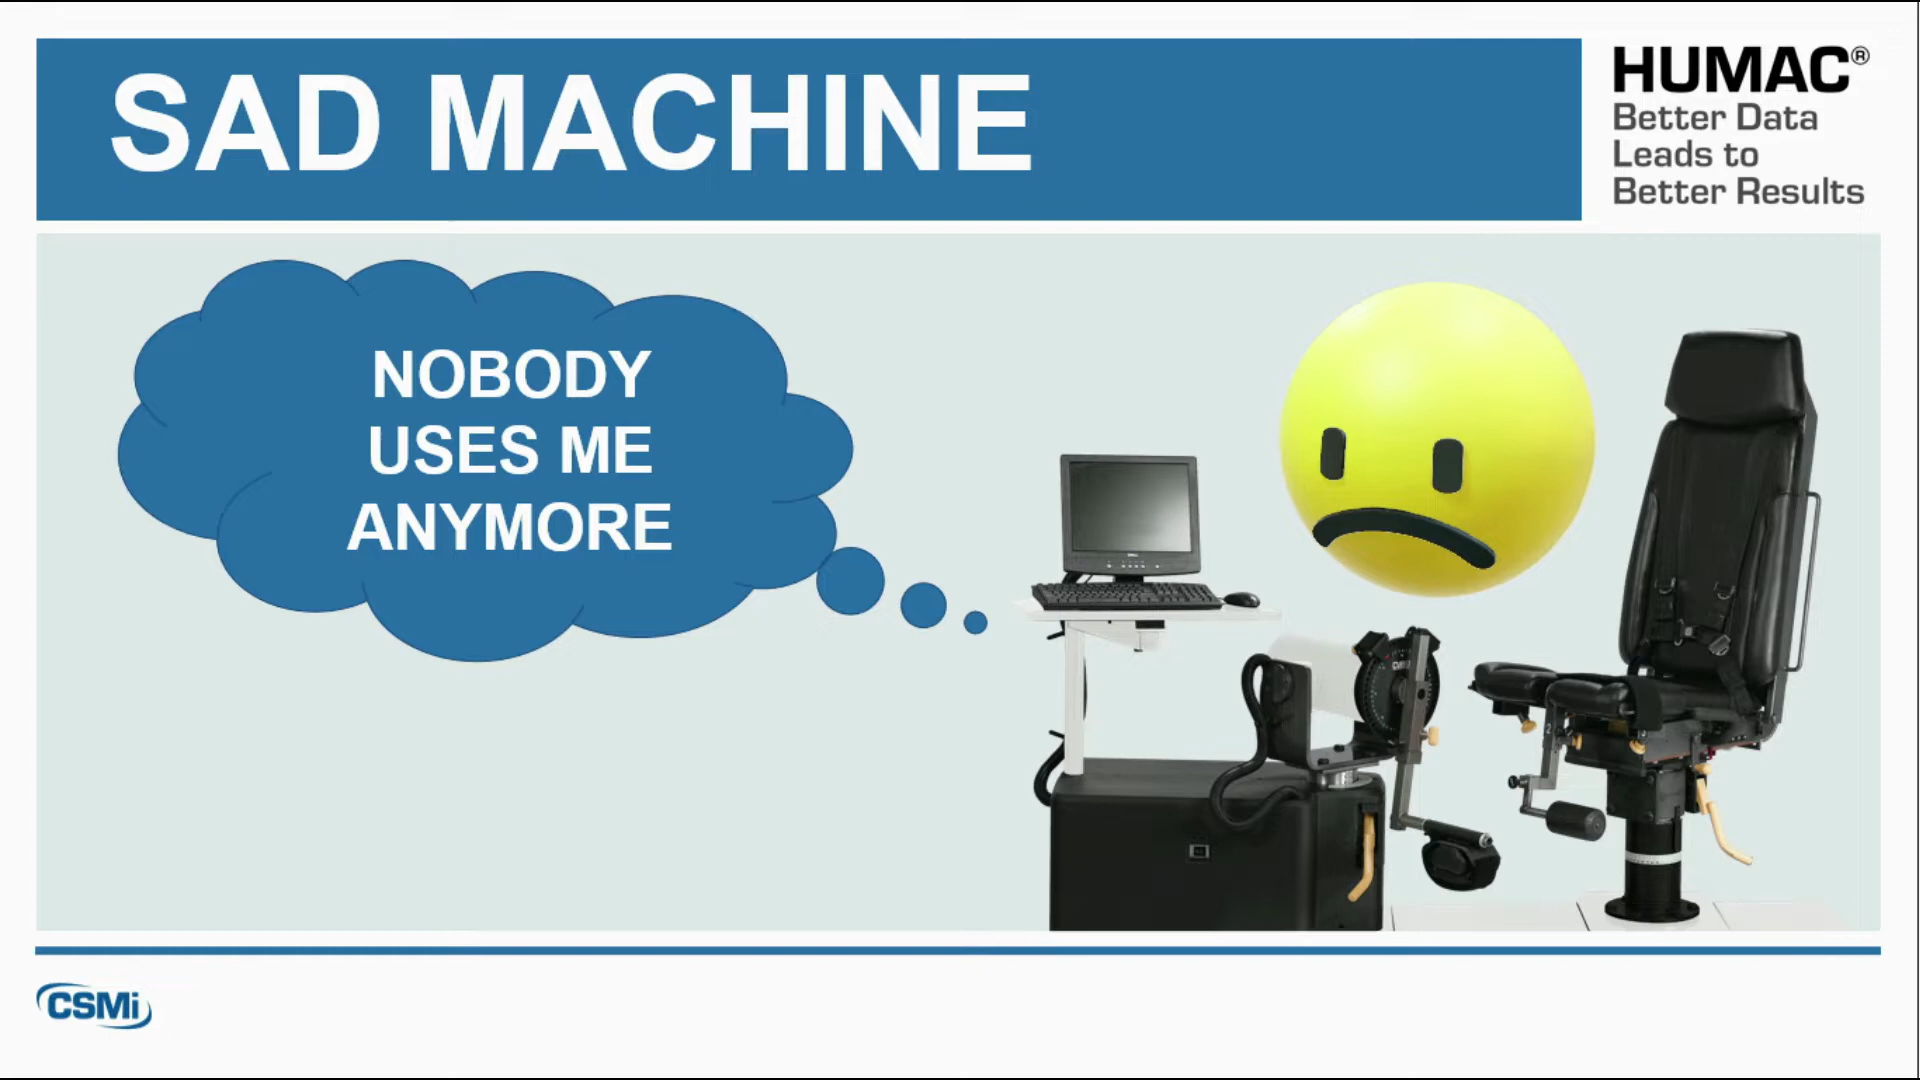 SAD MACHINE
HUMAC®
Better Data
Leads to
Better Results
NOBODY
USES ME
ANYMORE
CSMi